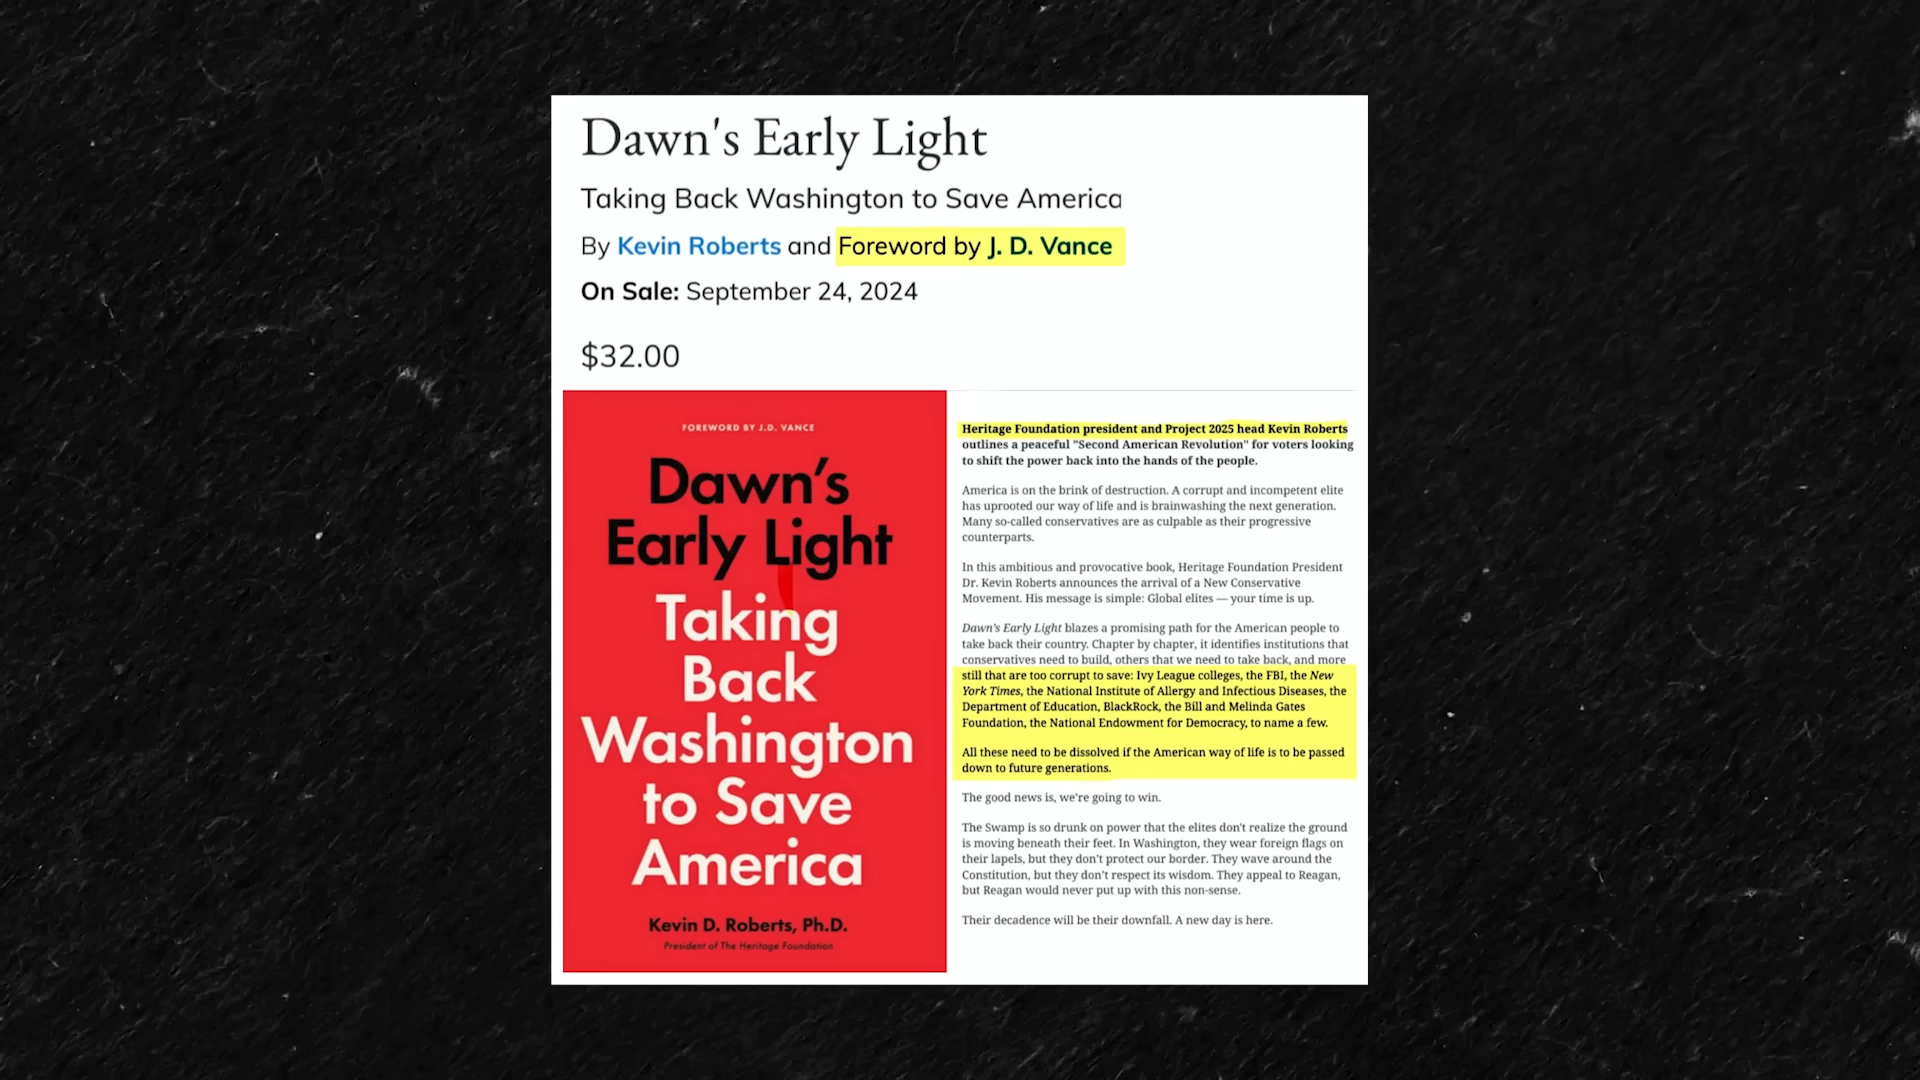 Dawn's Early Light
Taking Back Washington to Save America
By Kevin Roberts and Foreword by J. D. Vance
On Sale: September 24, 2024
$32.00
FOREWORD BY J.D. VANCE
Dawn's
Early Light
Taking
Back
Washington
to Save
America
Kevin D. Roberts, Ph.D.
President of The Heritage Foundation
Heritage Foundation president and Project 2025 head Kevin Roberts
outlines a peaceful "Second American Revolution" for voters looking
to shift the power back into the hands of the people.
America is on the brink of destruction. A corrupt and incompetent elite
has uprooted our way of life and is brainwashing the next generation.
Many so-called conservatives are as culpable as their progressive
counterparts.
In this ambitious and provocative book, Heritage Foundation President
Dr. Kevin Roberts announces the arrival of a New Conservative
Movement. His message is simple: Global elites — your time is up.
Dawn's Early Light blazes a promising path for the American people to
take back their country. Chapter by chapter, it identifies institutions that
conservatives need to build, others that we need to take back, and more
still that are too corrupt to save: Ivy League colleges, the FBI, the New
York Times, the National Institute of Allergy and Infectious Diseases, the
Department of Education, BlackRock, the Bill and Melinda Gates
Foundation, the National Endowment for Democracy, to name a few.
All these need to be dissolved if the American way of life is to be passed
down to future generations.
The good news is, we're going to win.
The Swamp is so drunk on power that the elites don't realize the ground
is moving beneath their feet. In Washington, they wear foreign flags on
their lapels, but they don't protect our border. They wave around the
Constitution, but they don't respect its wisdom. They appeal to Reagan,
but Reagan would never put up with this non-sense.
Their decadence will be their downfall. A new day is here.